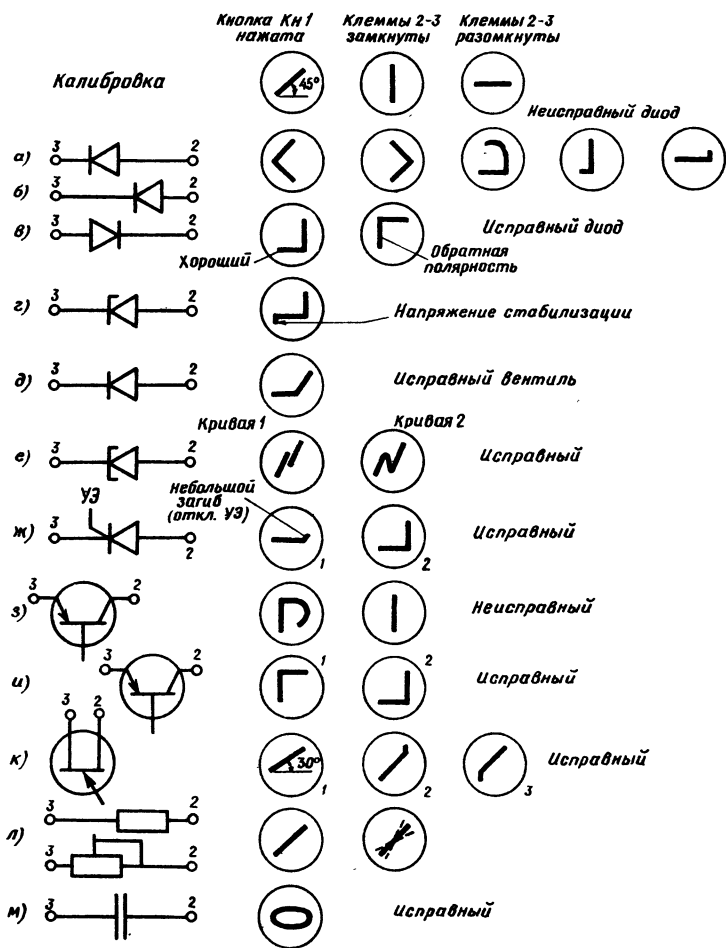 Кнопка Кн 1 нажата
Клеммы 2-3 замкнуты
Клеммы 2-3 разомкнуты
Калибровка
45°
Неисправный диод
а) 3 2
б) 3 2
в) 3 2
Хороший
Обратная полярность
Исправный диод
г) 3 2
Напряжение стабилизации
д) 3 2
Исправный вентиль
Кривая 1
Кривая 2
е) 3 2
Исправный
УЭ
Небольшой загиб (откл. УЭ)
ж) 3 2
1
2
Исправный
з) 3 2
Неисправный
и) 3 2
1
2
Исправный
к) 3 2
30°
1
2
3
Исправный
л) 3 2
3 2
м) 3 2
Исправный